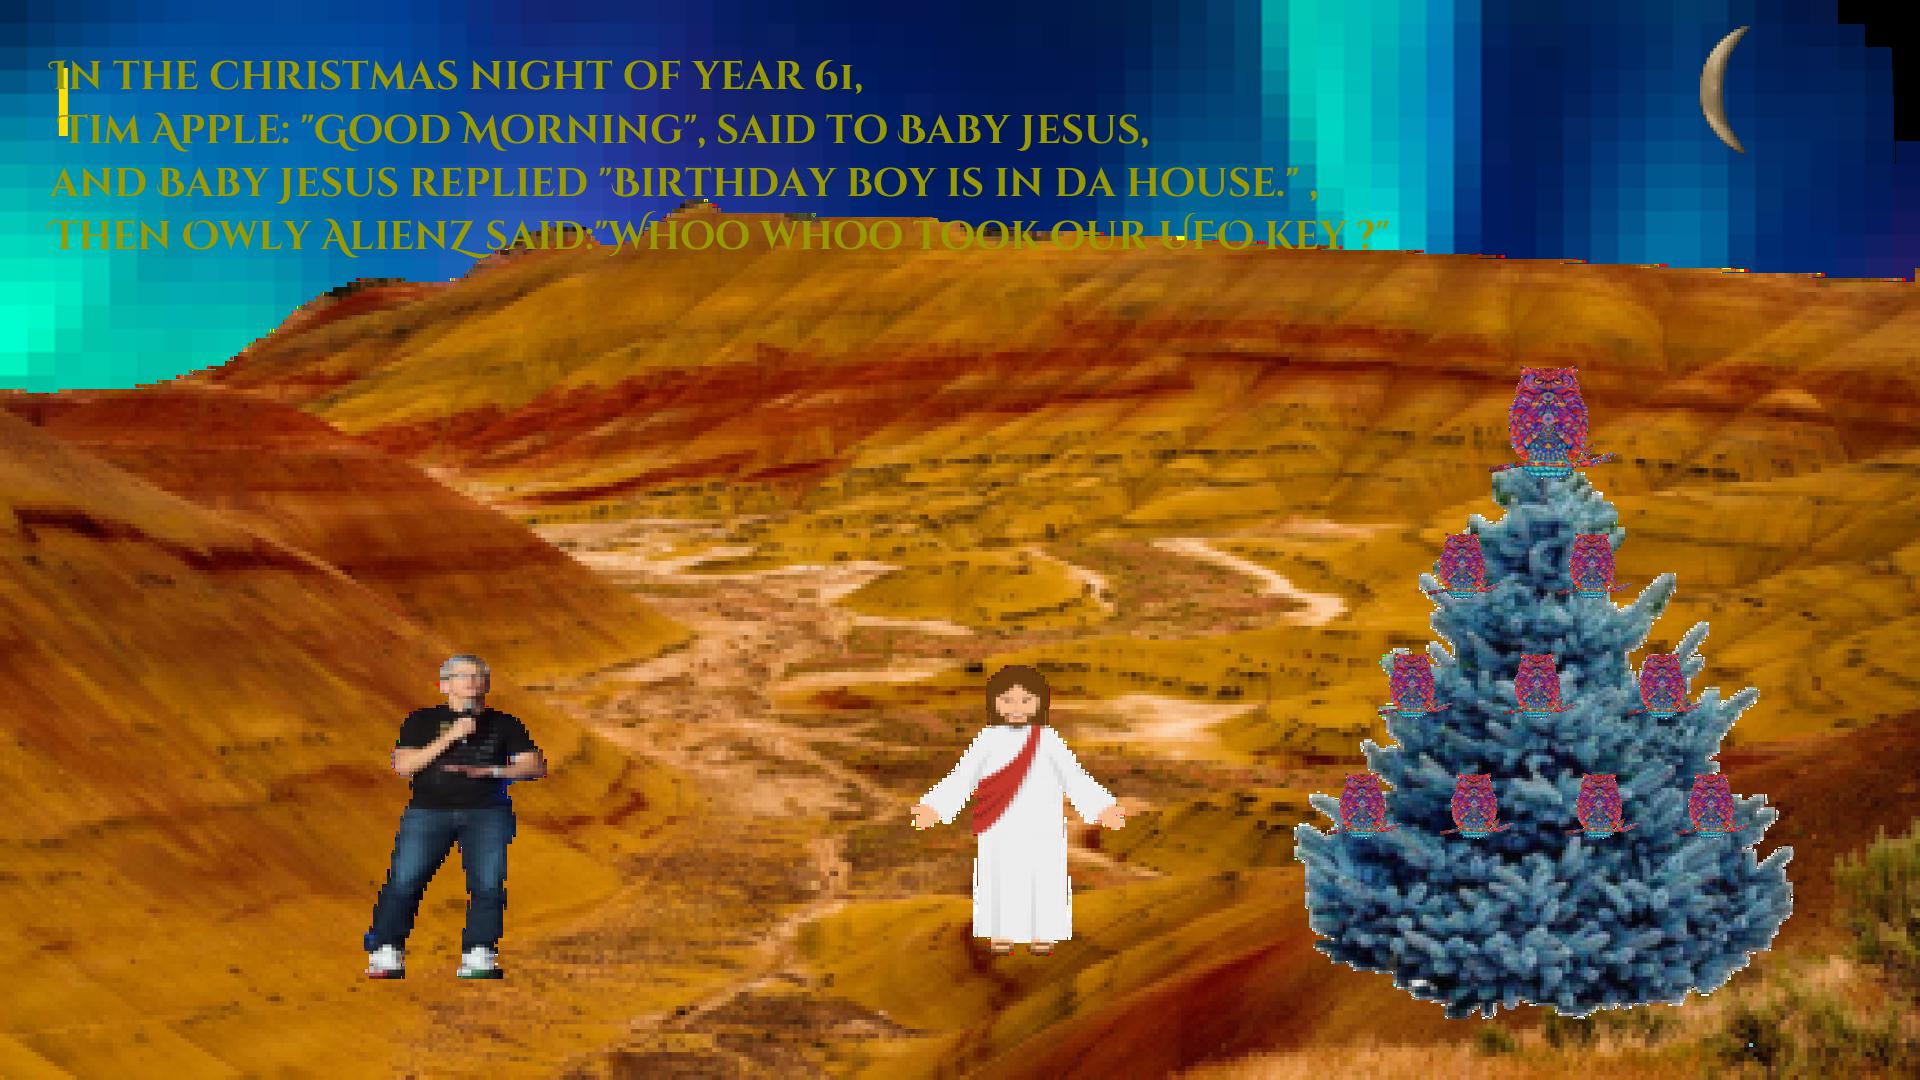 In the Christmas night of year 61,
Tim Apple: "Good Morning", said to Baby Jesus,
and Baby Jesus replied "Birthday boy is in da house." ,
Then Owly Alienz said:"Whoo whoo took our UFO key ?"